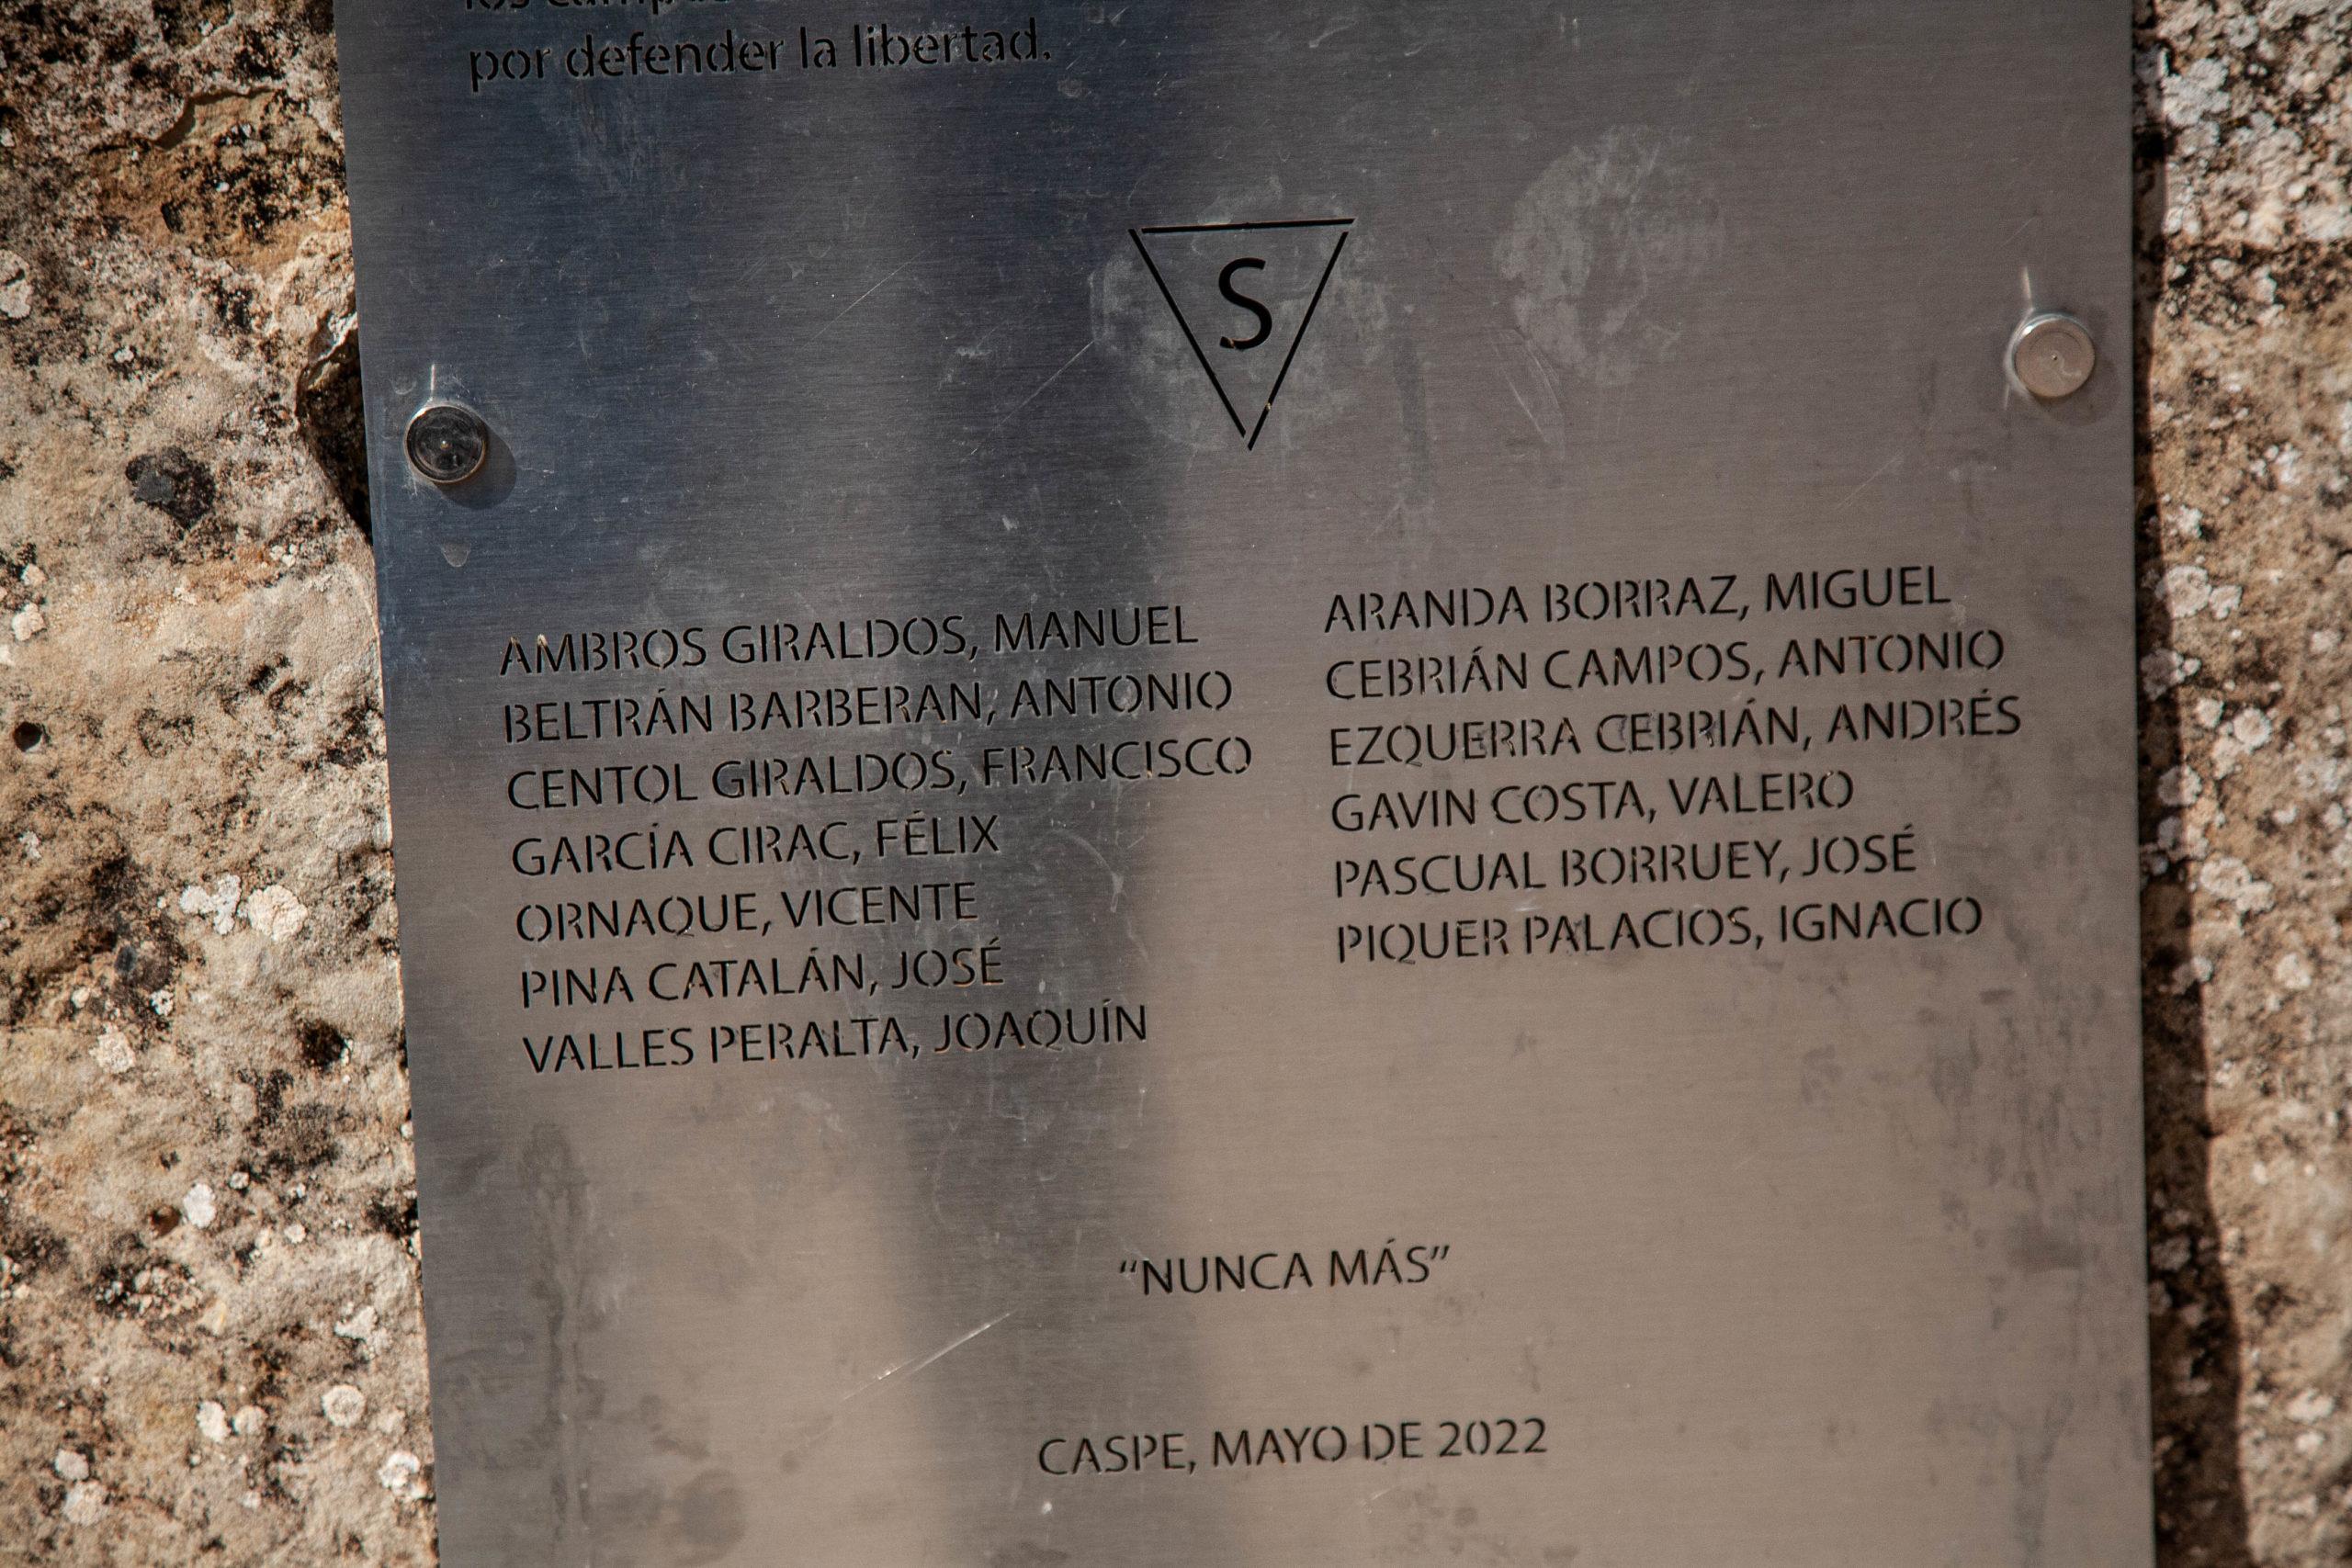 por defender la libertad.
S
AMBROS GIRALDOS, MANUEL
BELTRÁN BARBERAN, ANTONIO
CENTOL GIRALDOS, FRANCISCO
GARCÍA CIRAC, FÉLIX
ORNAQUE, VICENTE
PINA CATALÁN, JOSÉ
VALLES PERALTA, JOAQUÍN
ARANDA BORRAZ, MIGUEL
CEBRIÁN CAMPOS, ANTONIO
EZQUERRA CEBRIÁN, ANDRÉS
GAVIN COSTA, VALERO
PASCUAL BORRUEY, JOSÉ
PIQUER PALACIOS, IGNACIO
“NUNCA MÁS”
CASPE, MAYO DE 2022